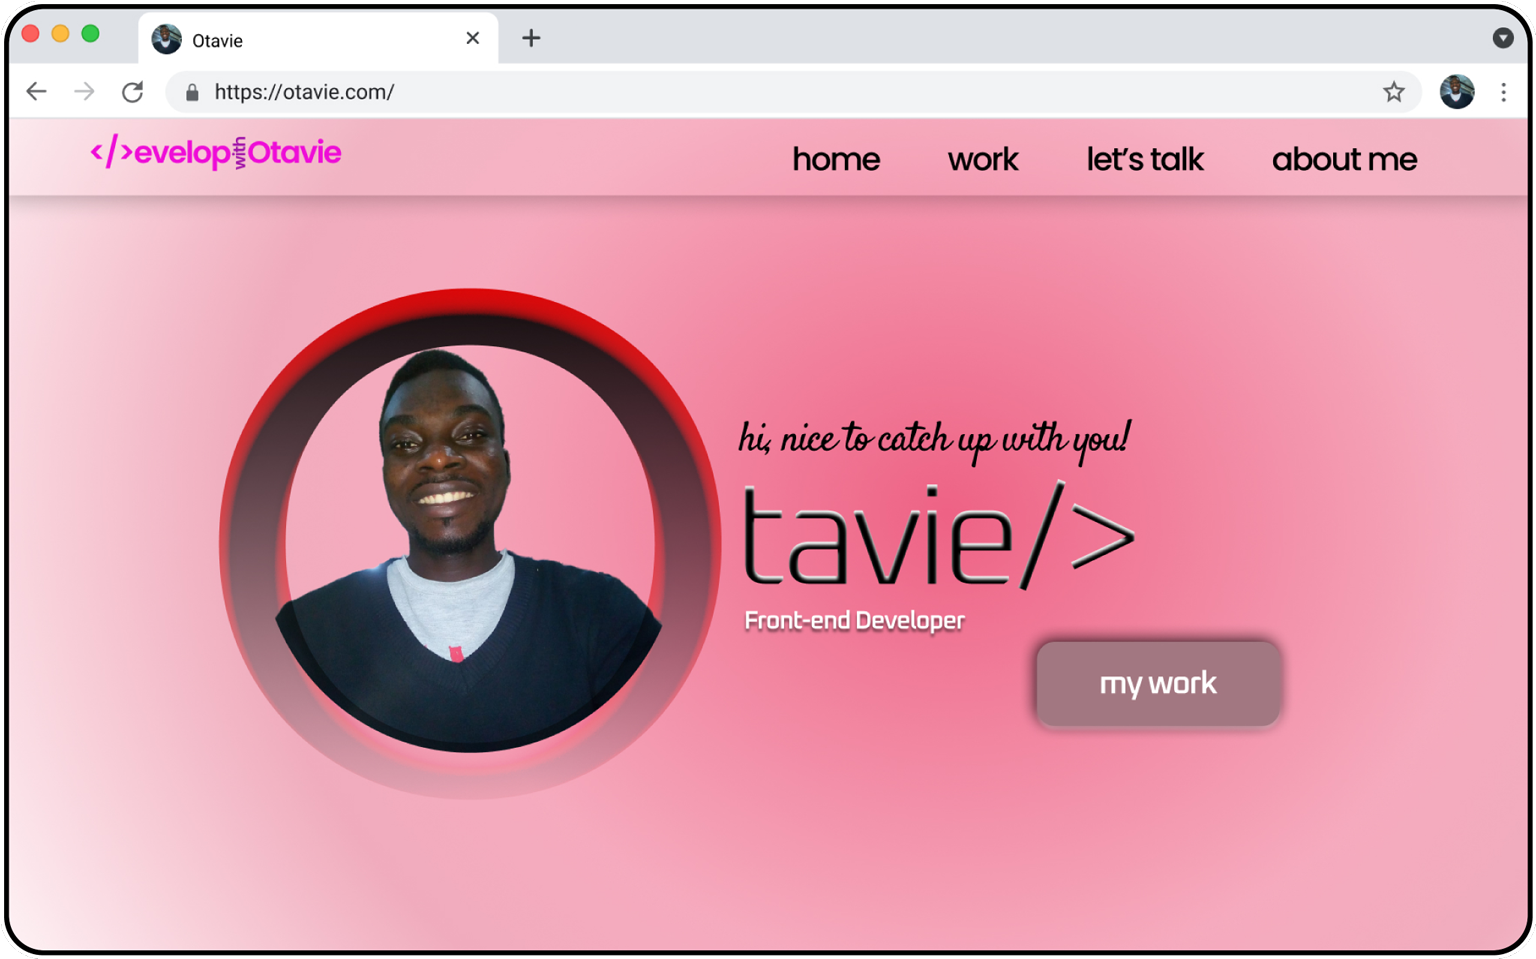 Otavie
https://otavie.com/
</>evelop with Otavie
home work let’s talk about me
hi, nice to catch up with you!
tavie/>
Front-end Developer
my work